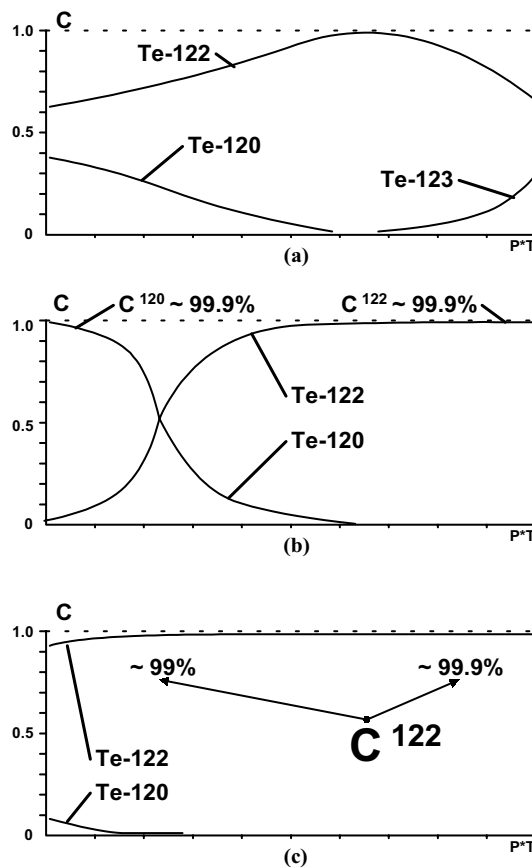 C
1.0
Te-122
0.5
Te-120
Te-123
0
P*T
(a)
C
C 120 ~ 99.9%
C 122 ~ 99.9%
1.0
Te-122
0.5
Te-120
0
P*T
(b)
C
1.0
~ 99%
~ 99.9%
0.5
C 122
Te-122
Te-120
0
P*T
(c)